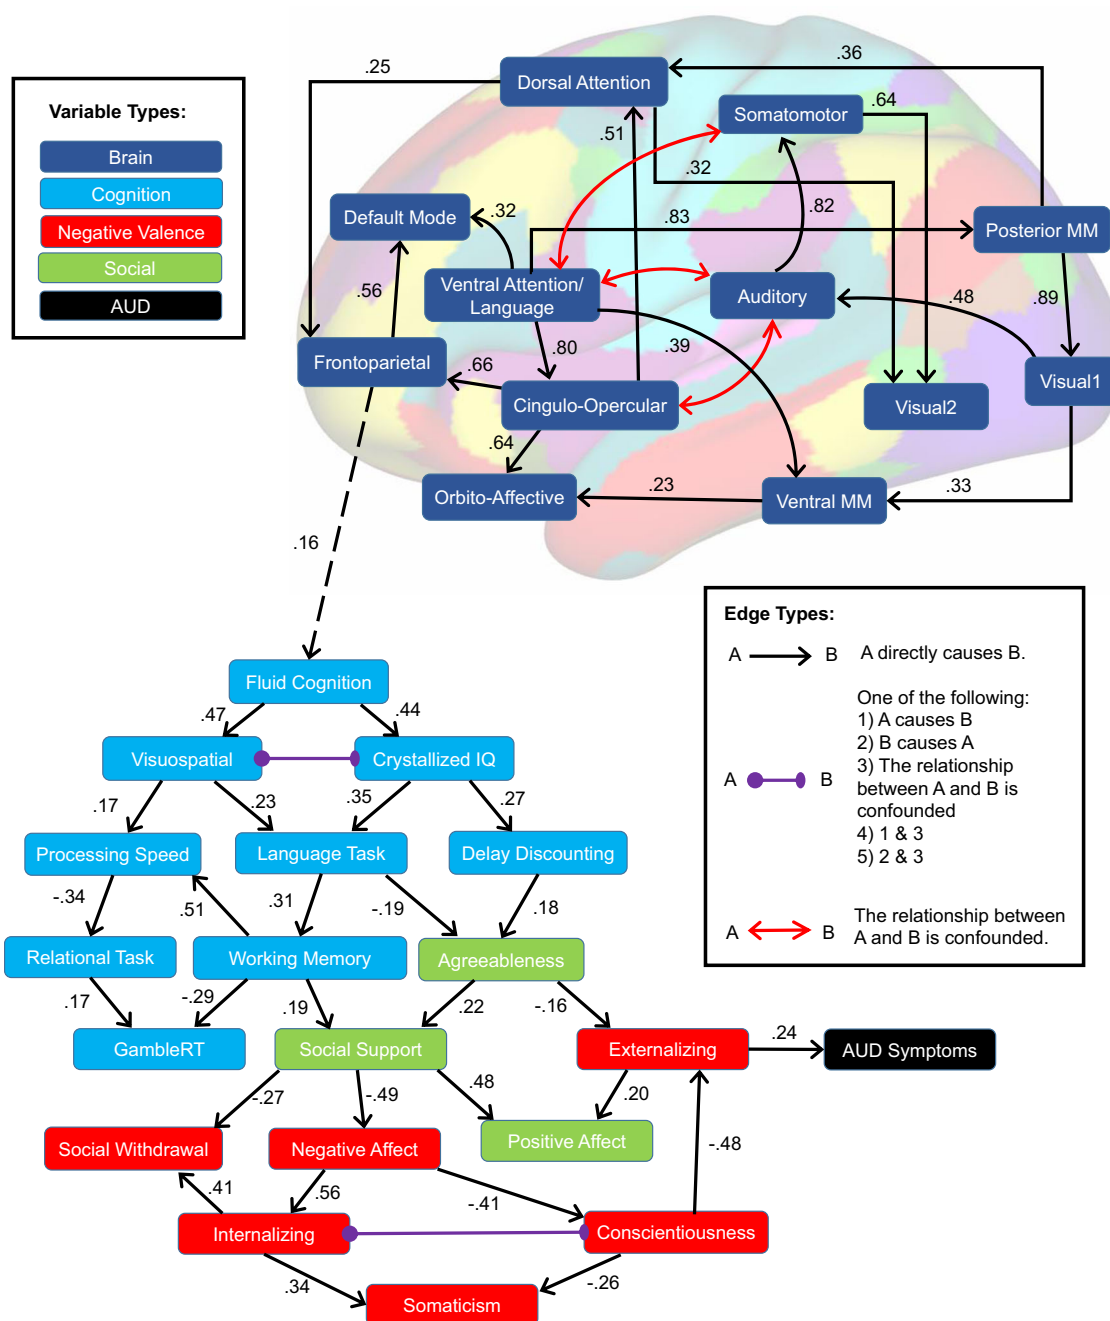 .25
.36
Dorsal Attention
Variable Types:
Somatomotor
.64
.51
Brain
.32
Cognition
Default Mode
.32
.83
.82
Posterior MM
Negative Valence
Social
AUD
.56
Ventral Attention/
Language
Auditory
.48
.89
.80
.39
Frontoparietal
.66
Visual1
Cingulo-Opercular
Visual2
.64
Orbito-Affective
.23
Ventral MM
.33
.16
Edge Types:
A
B
A directly causes B.
One of the following:
1) A causes B
2) B causes A
3) The relationship
between A and B is
confounded
4) 1 & 3
5) 2 & 3
A
B
The relationship between
A and B is confounded.
A
B
Fluid Cognition
.47
.44
Visuospatial
Crystallized IQ
.17
.23
.35
.27
Processing Speed
Language Task
Delay Discounting
-.34
.51
.31
-.19
.18
Relational Task
Working Memory
Agreeableness
.17
-.29
.19
.22
-.16
GambleRT
Social Support
Externalizing
.24
AUD Symptoms
-.27
-.49
.48
.20
Social Withdrawal
Negative Affect
Positive Affect
-.48
.41
.56
-.41
Internalizing
Conscientiousness
.34
-.26
Somaticism